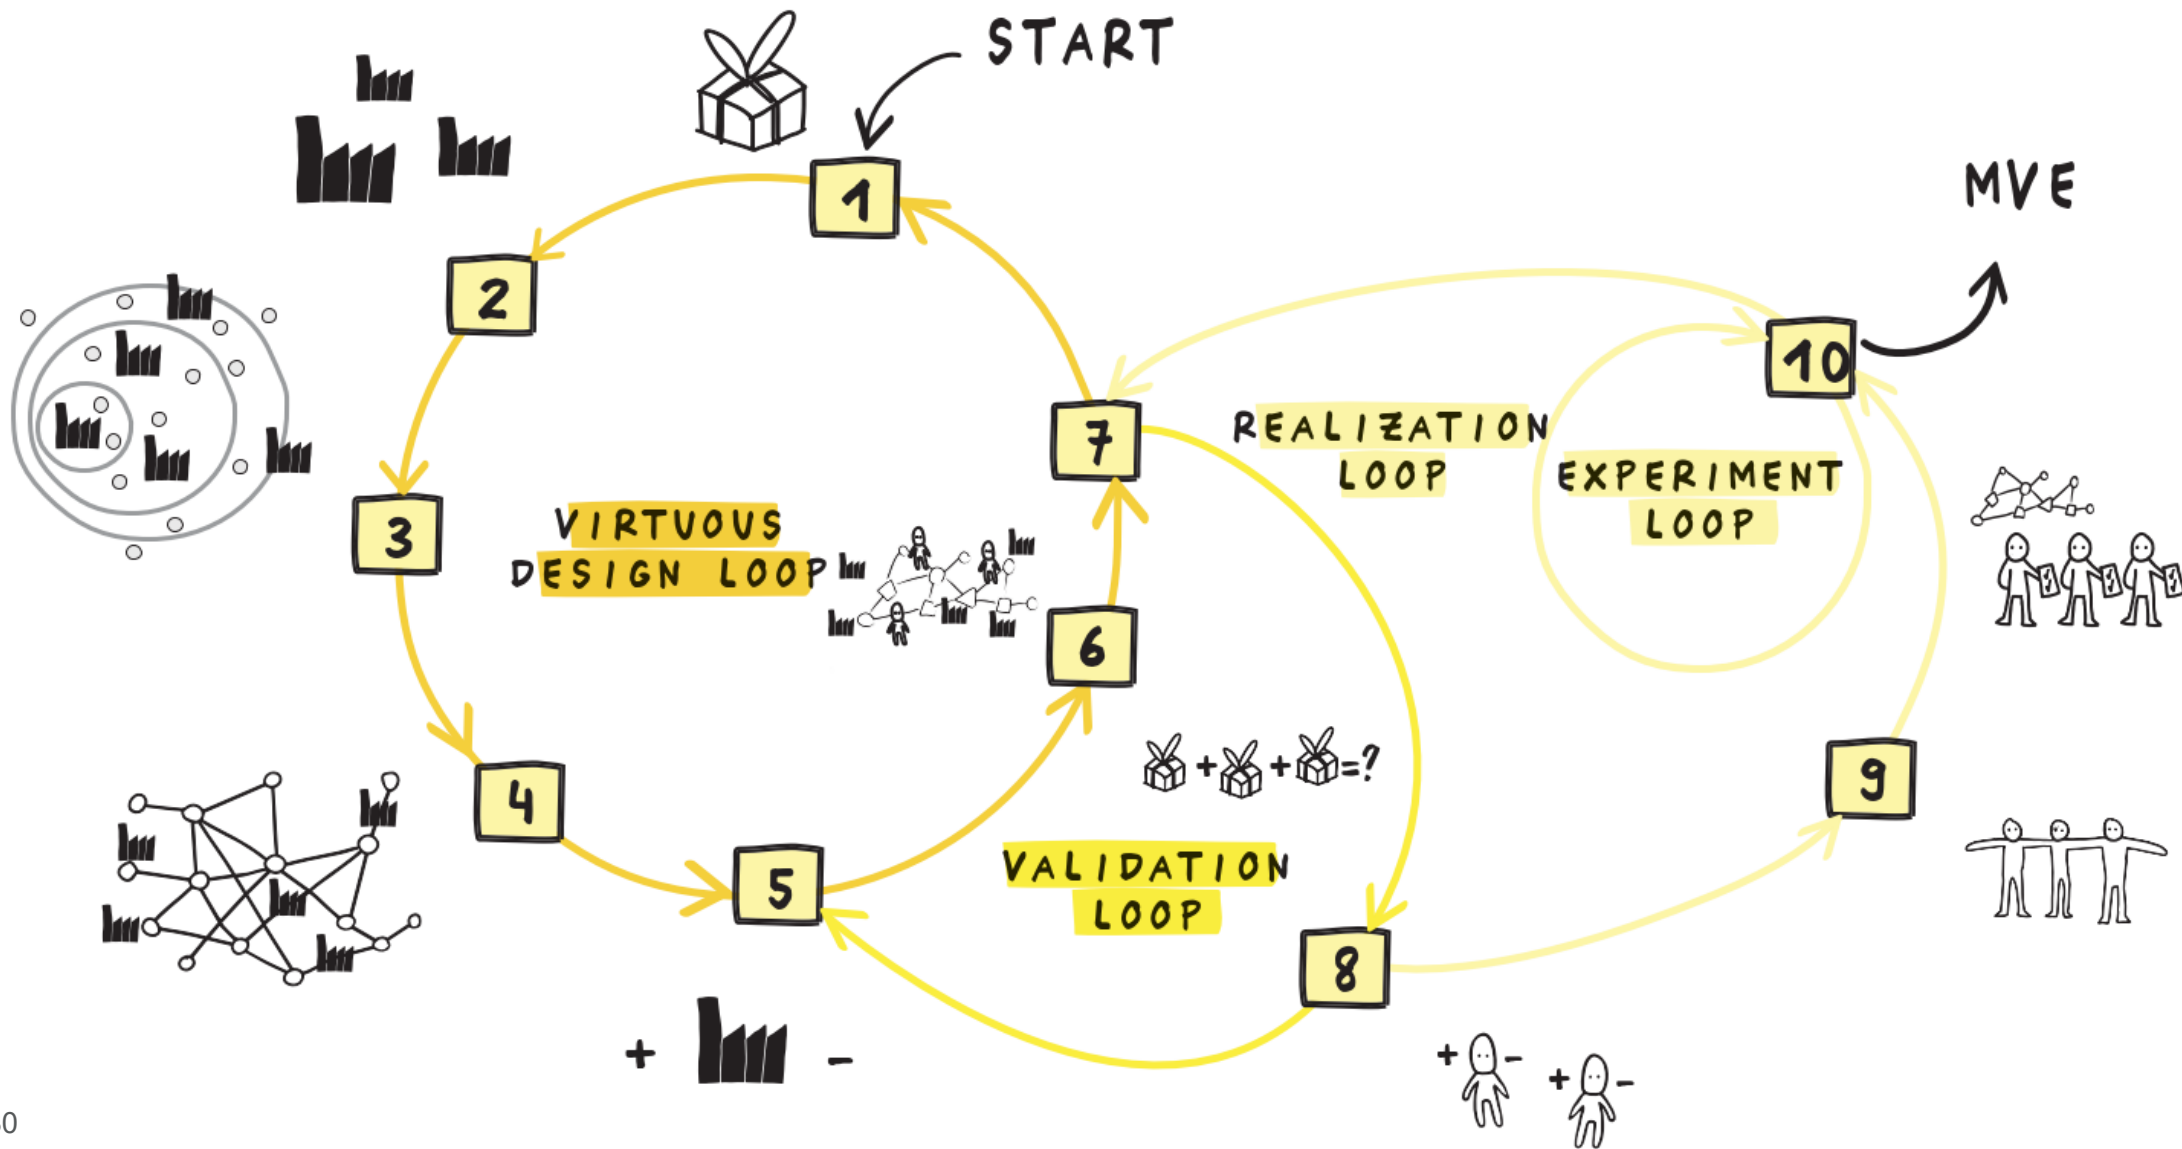 START
1
MVE
2
10
7
REALIZATION
LOOP
EXPERIMENT
LOOP
3
VIRTUOUS
DESIGN LOOP
6
+ + =?
4
9
5
VALIDATION
LOOP
8
+ -
+ -
+ -